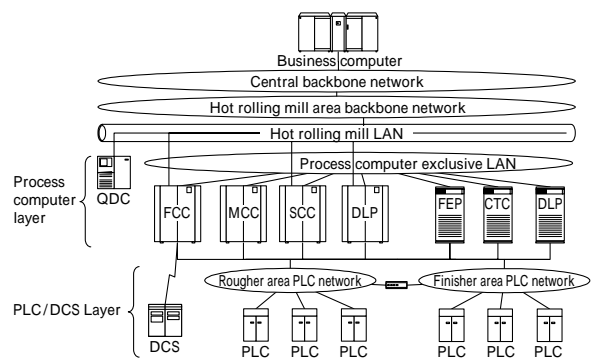 Business computer
Central backbone network
Hot rolling mill area backbone network
Hot rolling mill LAN
Process computer exclusive LAN
Process
computer
layer
QDC
FCC
MCC
SCC
DLP
FEP
CTC
DLP
Rougher area PLC network
Finisher area PLC network
PLC/DCS Layer
DCS
PLC
PLC
PLC
PLC
PLC
PLC